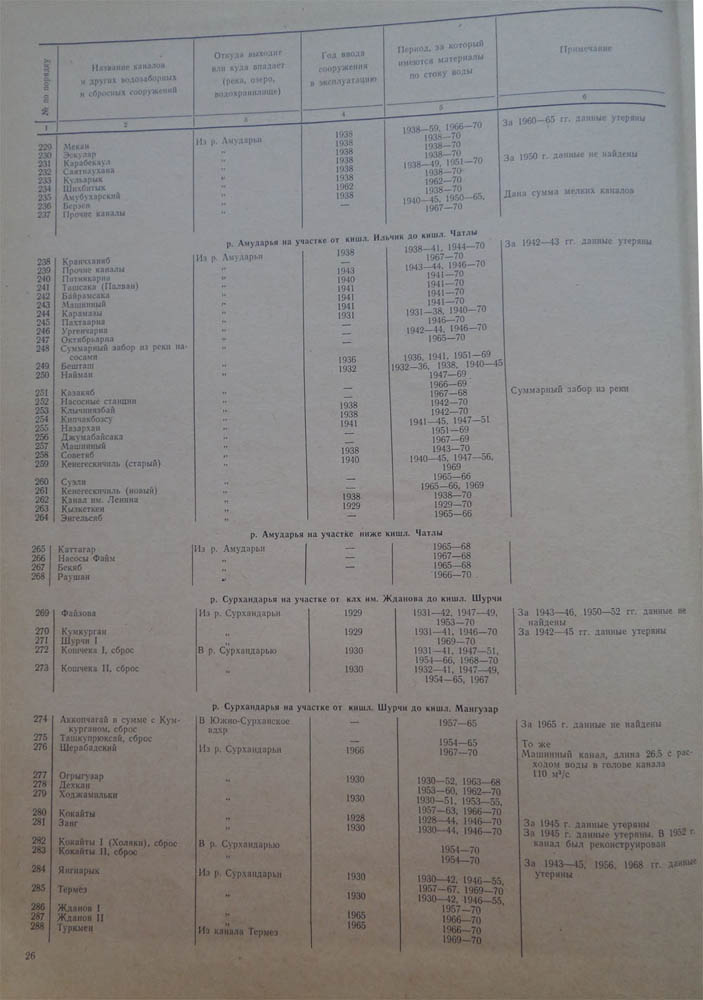 № по порядку | Название каналов и других водозаборных и сбросных сооружений | Откуда выходит или куда впадает (река, озеро, водохранилище) | Год ввода сооружения в эксплуатацию | Период, за который имеются материалы по стоку воды | Примечание
1 | 2 | 3 | 4 | 5 | 6
229 | Мекан | Из р. Амударьи | 1938 | 1938—59, 1966—70 | За 1960—65 гг. данные утеряны
230 | Эскулар | „ | 1938 | 1938—70
231 | Карабекаул | „ | 1938 | 1938—70
232 | Саятнаухана | „ | 1938 | 1938—70
233 | Кульарык | „ | 1938 | 1938—49, 1951—70 | За 1950 г. данные не найдены
234 | Шихбитык | „ | 1938 | 1938—70
235 | Амубухарский | „ | 1962 | 1962—70
236 | Берзен | „ | 1938 | 1938—70
237 | Прочие каналы | „ | — | 1940—45, 1950—65, 1967—70 | Дана сумма мелких каналов
р. Амударья на участке от кишл. Ильчик до кишл. Чатлы
238 | Кранчханяб | Из р. Амударьи | 1938 | 1938—41, 1944—70 | За 1942—43 гг. данные утеряны
239 | Прочие каналы | „ | — | 1967—70
240 | Питнякарна | „ | 1943 | 1943—44, 1946—70
241 | Ташсака (Палван) | „ | 1940 | 1941—70
242 | Байрамсака | „ | 1941 | 1941—70
243 | Машинный | „ | 1941 | 1941—70
244 | Карамазы | „ | 1941 | 1941—70
245 | Пахтаарна | „ | 1931 | 1931—38, 1940—70
246 | Ургенчарна | „ | — | 1946—70
247 | Октябрьарна | „ | — | 1942—44, 1946—70
248 | Суммарный забор из реки насосами | „ | — | 1965—70
249 | Бешташ | „ | 1936 | 1936, 1941, 1951—69
250 | Найман | „ | 1932 | 1932—36, 1938, 1940—45
1947—69
251 | Казакяб | „ | — | 1966—69
252 | Насосные станции | „ | — | 1967—68 | Суммарный забор из реки
253 | Клычниязбай | „ | 1938 | 1942—70
254 | Кипчакбозсу | „ | 1938 | 1942—70
255 | Назархан | „ | 1941 | 1941—45, 1947—51
256 | Джумабайсака | „ | — | 1951—69
257 | Машинный | „ | — | 1967—69
258 | Советяб | „ | 1938 | 1943—70
259 | Кенегескичиль (старый) | „ | 1940 | 1940—45, 1947—56, 1969
260 | Суэли | „ | — | 1965—66
261 | Кенегескичиль (новый) | „ | — | 1965—66, 1969
262 | Канал им. Ленина | „ | 1938 | 1938—70
263 | Кызкеткен | „ | 1929 | 1929—70
264 | Энгельсяб | „ | — | 1965—66
р. Амударья на участке ниже кишл. Чатлы
265 | Каттагар | Из р. Амударьи | — | 1965—68
266 | Насосы Файм | „ | — | 1967—68
267 | Бекяб | „ | — | 1965—68
268 | Раушан | „ | — | 1966—70
р. Сурхандарья на участке от клх им. Жданова до кишл. Шурчи
269 | Файзова | Из р. Сурхандарьи | 1929 | 1931—42, 1947—49, 1953—70 | За 1943—46, 1950—52 гг. данные не найдены
270 | Кумкурган | „ | 1929 | 1931—41, 1946—70 | За 1942—45 гг. данные утеряны
271 | Шурчи I | „ | 1969—70
272 | Кокчека I, сброс | В р. Сурхандарью | 1930 | 1931—41, 1947—51, 1954—66, 1968—70
273 | Кошчека II, сброс | „ | 1930 | 1932—41, 1947—49, 1954—65, 1967
р. Сурхандарья на участке от кишл. Шурчи до кишл. Мангузар
274 | Аккопчагай в сумме с Кумкурганом, сброс | В Южно-Сурханское вдхр | — | 1957—65 | За 1965 г. данные не найдены
275 | Ташкупрюксай, сброс | „ | — | 1954—65 | То же
276 | Шерабадский | Из р. Сурхандарьи | 1966 | 1967—70 | Машинный канал, длина 26,5 с расходом воды в голове канала 110 м³/с
277 | Огрыгузар | „ | 1930 | 1930—52, 1963—68
278 | Дехкан | 1953—60, 1962—70
279 | Ходжамильки | „ | 1930 | 1930—51, 1953—55, 1957—63, 1966—70
280 | Кокайты | „ | 1928 | 1928—44, 1946—70 | За 1945 г. данные утеряны
281 | Занг | „ | 1930 | 1930—44, 1946—70 | За 1945 г. данные утеряны. В 1952 г. канал был реконструирован
282 | Кокайты I (Холяки), сброс | В р. Сурхандарью | 1954—70
283 | Кокайты II, сброс | „ | 1954—70
284 | Янгиарык | Из р. Сурхандарьи | 1930 | 1930—42, 1946—55, 1957—67, 1969—70 | За 1943—45, 1956, 1968 гг. данные утеряны
285 | Термез | „ | 1930 | 1930—42, 1946—55, 1957—70
286 | Жданов I | „ | 1965 | 1966—70
287 | Жданов II | „ | 1965 | 1966—70
288 | Туркмен | Из канала Термез | 1969—70
26